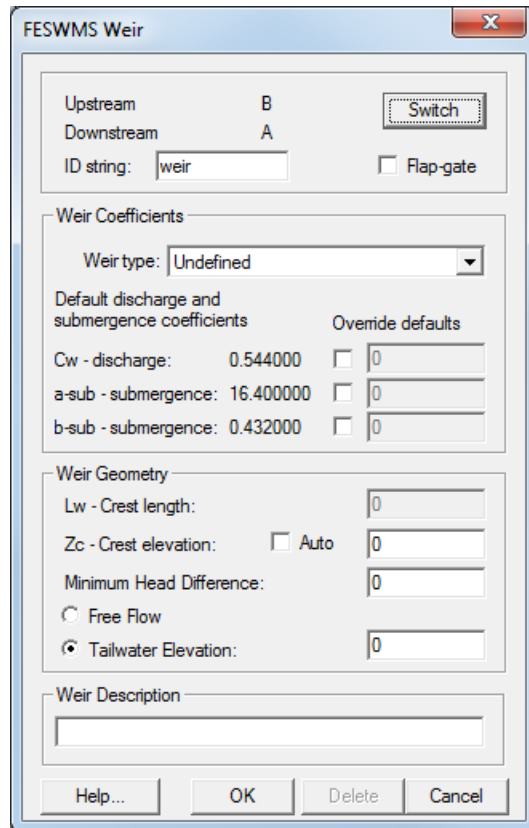 FESWMS Weir
Upstream B
Switch
Downstream A
ID string: weir
Flap-gate
Weir Coefficients
Weir type: Undefined
Default discharge and
submergence coefficients
Override defaults
Cw - discharge: 0.544000 0
a-sub - submergence: 16.400000 0
b-sub - submergence: 0.432000 0
Weir Geometry
Lw - Crest length: 0
Zc - Crest elevation: Auto 0
Minimum Head Difference: 0
Free Flow
Tailwater Elevation: 0
Weir Description
Help... OK Delete Cancel